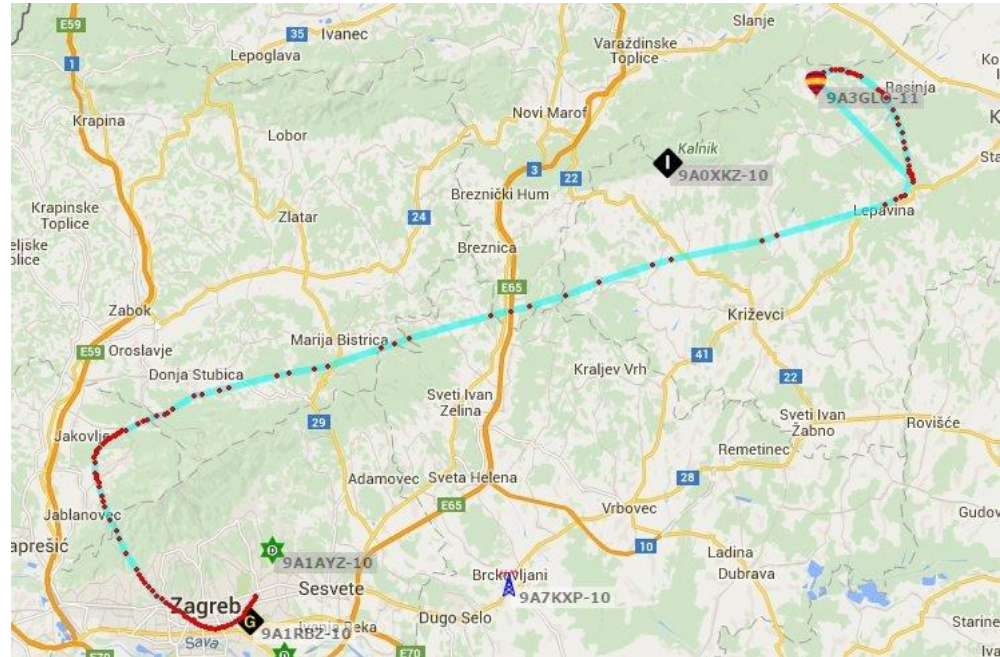 E59
35
Ivanec
Slanje
Varaždinske
Toplice
Lepoglava
1
9A3GLO-11
Rasinja
Krapina
Novi Marof
Lobor
Kalnik
I
9A0XKZ-10
3
22
Breznički Hum
Krapinske
Toplice
Zlatar
24
Lepavina
Breznica
E65
Zabok
Križevci
Marija Bistrica
E59
Oroslavje
41
Donja Stubica
Kraljev Vrh
22
Sveti Ivan
Zelina
29
Sveti Ivan
Žabno
Rovišće
Remetinec
Adamovec
Sveta Helena
28
E65
Vrbovec
Jablanovec
10
Ladina
Dubrava
D
9A1AYZ-10
Sesvete
9A7KXP-10
Zagreb
G
9A1RBZ-10
Dugo Selo
Sava
E70
E70
D